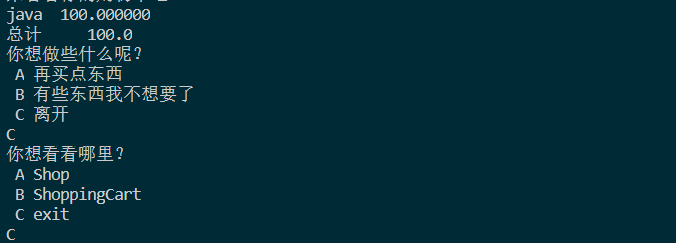 java  100.000000
总计     100.0
你想做些什么呢?
 A 再买点东西
 B 有些东西我不想要了
 C 离开
C
你想看看哪里?
 A Shop
 B ShoppingCart
 C exit
C